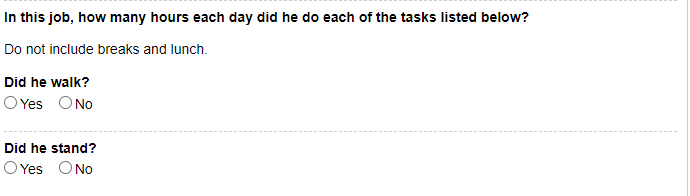 In this job, how many hours each day did he do each of the tasks listed below?
Do not include breaks and lunch.
Did he walk?
Yes No
Did he stand?
Yes No